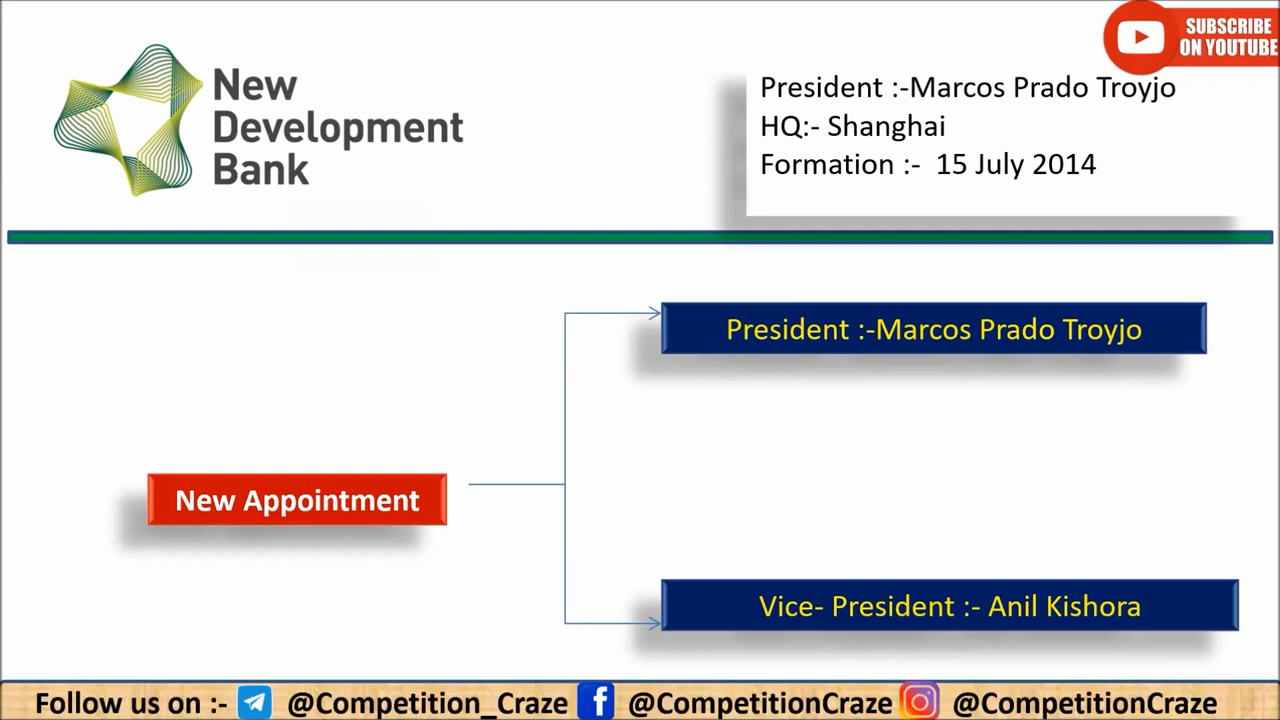 SUBSCRIBE
ON YOUTUBE
New
Development
Bank
President :-Marcos Prado Troyjo
HQ:- Shanghai
Formation :-  15 July 2014
President :-Marcos Prado Troyjo
New Appointment
Vice- President :- Anil Kishora
Follow us on :- @Competition_Craze @CompetitionCraze @CompetitionCraze